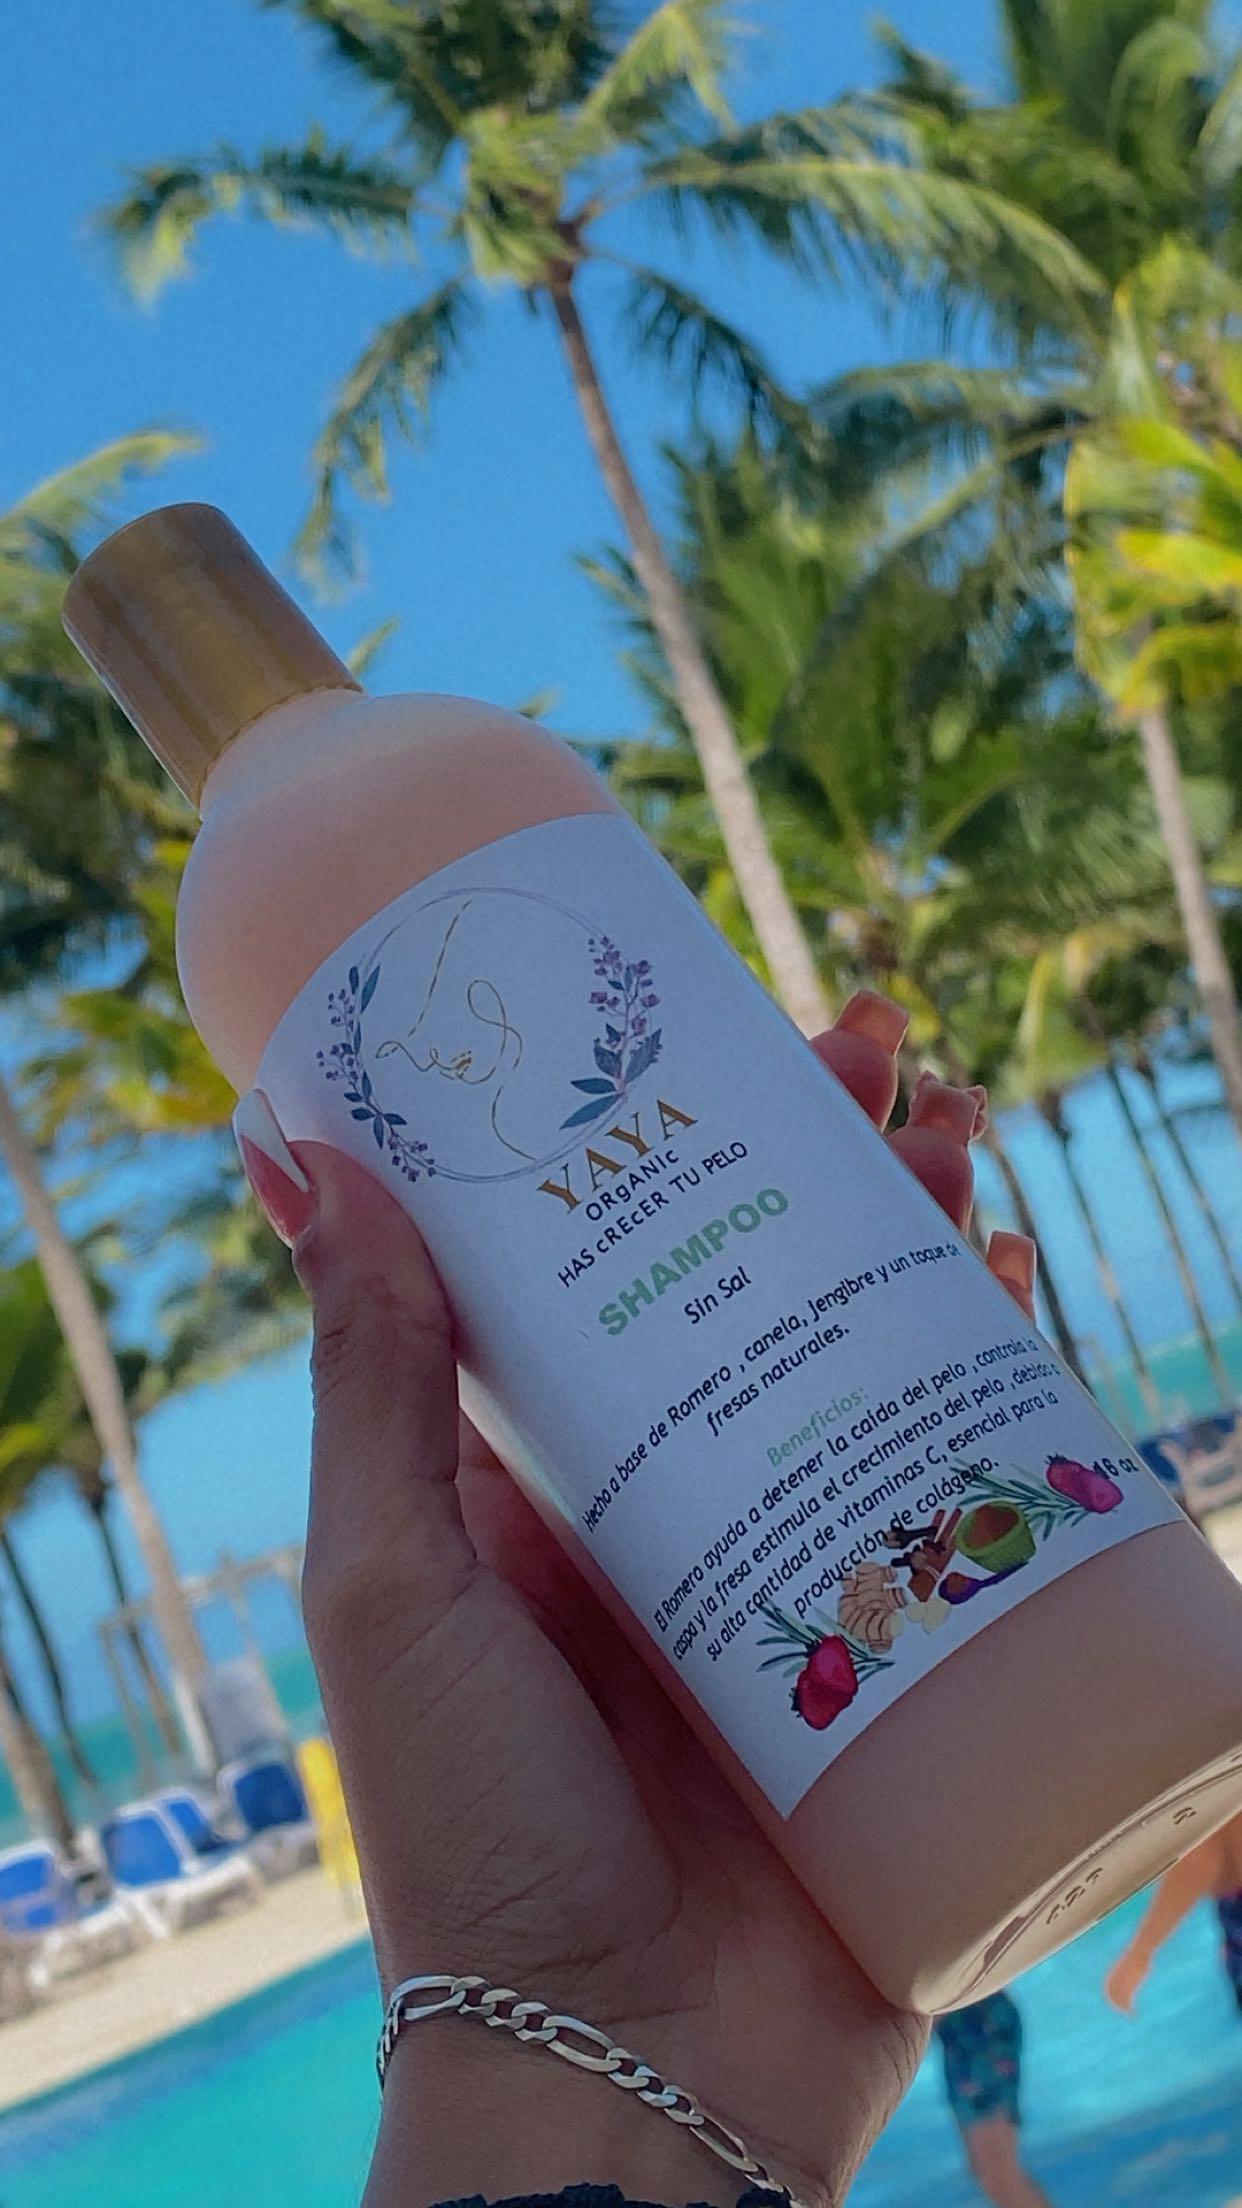 YAYA
ORgANIc
HAS cREcER TU PELO
SHAMPOO
Sin Sal
Hecho a base de Romero , canela, Jengibre y un toque de
fresas naturales.
Beneficios:
El Romero ayuda a detener la caída del pelo , controla la
caspa y la fresa estimula el crecimiento del pelo , debido a
su alta cantidad de vitaminas C, esencial para la
producción de colágeno.
16 oz